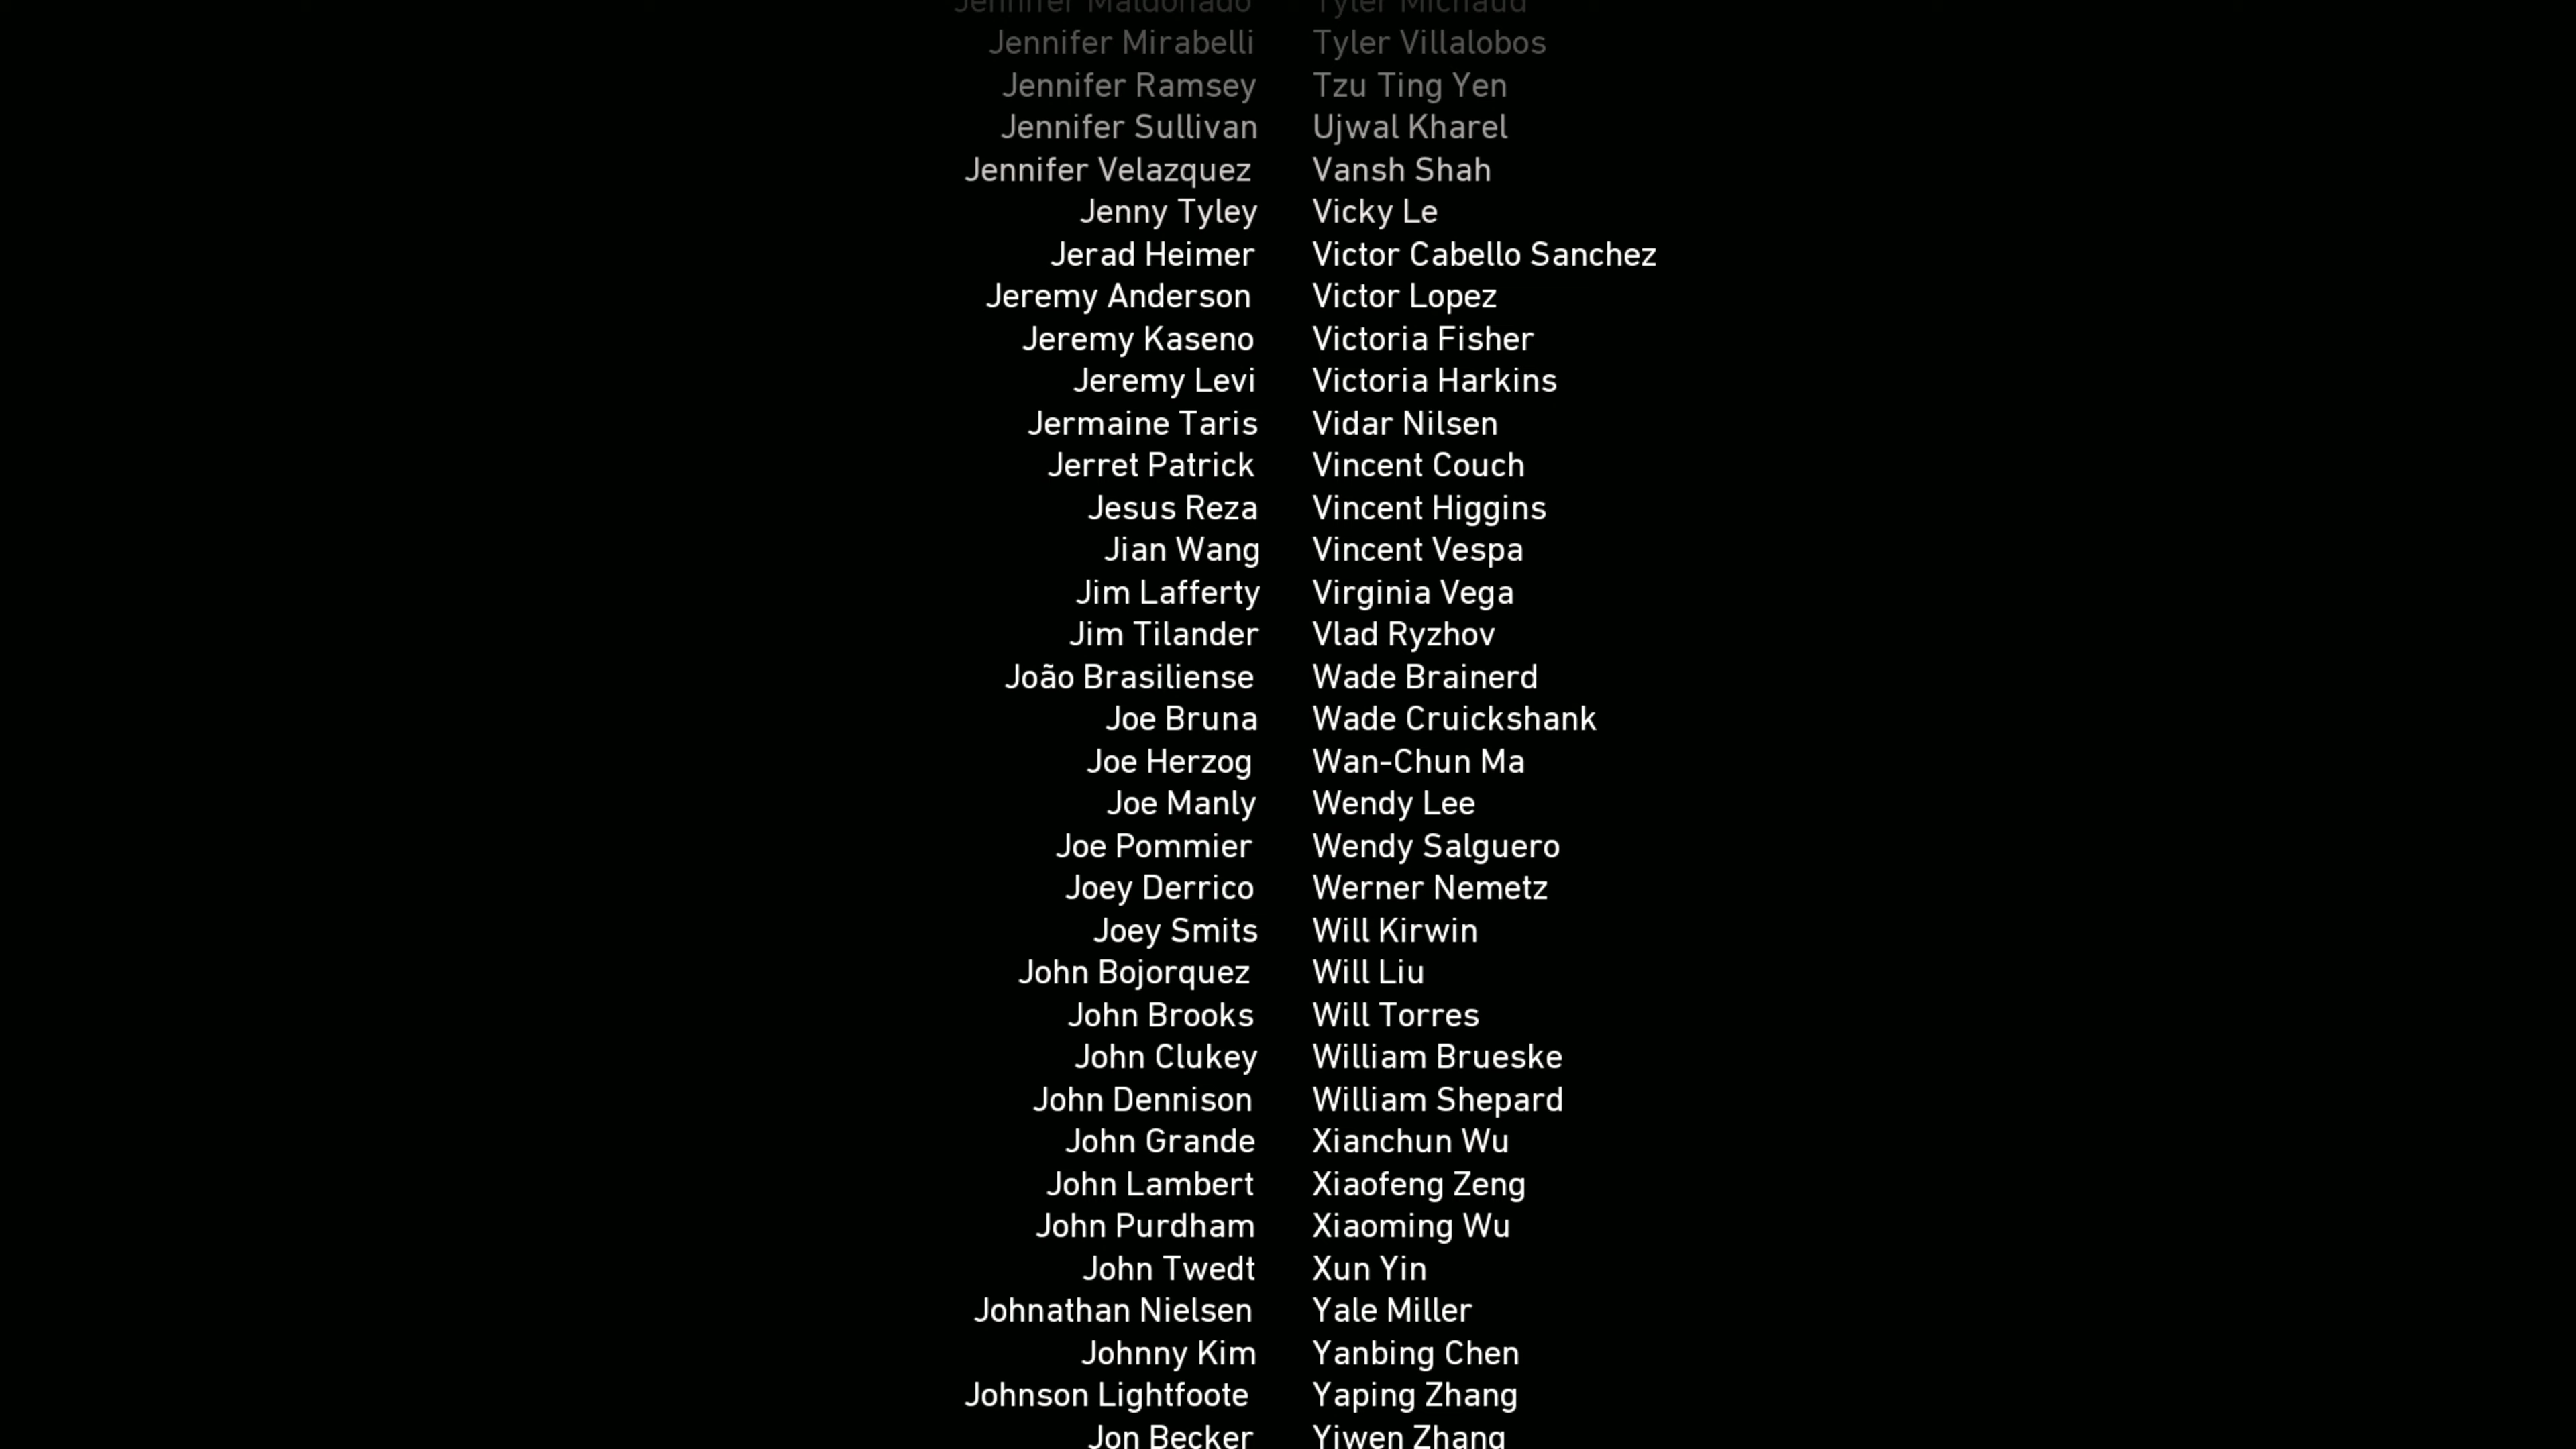 Jennifer Maldonado Tyler Michaud
Jennifer Mirabelli Tyler Villalobos
Jennifer Ramsey Tzu Ting Yen
Jennifer Sullivan Ujwal Kharel
Jennifer Velazquez Vansh Shah
Jenny Tyley Vicky Le
Jerad Heimer Victor Cabello Sanchez
Jeremy Anderson Victor Lopez
Jeremy Kaseno Victoria Fisher
Jeremy Levi Victoria Harkins
Jermaine Taris Vidar Nilsen
Jerret Patrick Vincent Couch
Jesus Reza Vincent Higgins
Jian Wang Vincent Vespa
Jim Lafferty Virginia Vega
Jim Tilander Vlad Ryzhov
João Brasiliense Wade Brainerd
Joe Bruna Wade Cruickshank
Joe Herzog Wan-Chun Ma
Joe Manly Wendy Lee
Joe Pommier Wendy Salguero
Joey Derrico Werner Nemetz
Joey Smits Will Kirwin
John Bojorquez Will Liu
John Brooks Will Torres
John Clukey William Brueske
John Dennison William Shepard
John Grande Xianchun Wu
John Lambert Xiaofeng Zeng
John Purdham Xiaoming Wu
John Twedt Xun Yin
Johnathan Nielsen Yale Miller
Johnny Kim Yanbing Chen
Johnson Lightfoote Yaping Zhang
Jon Becker Yiwen Zhang